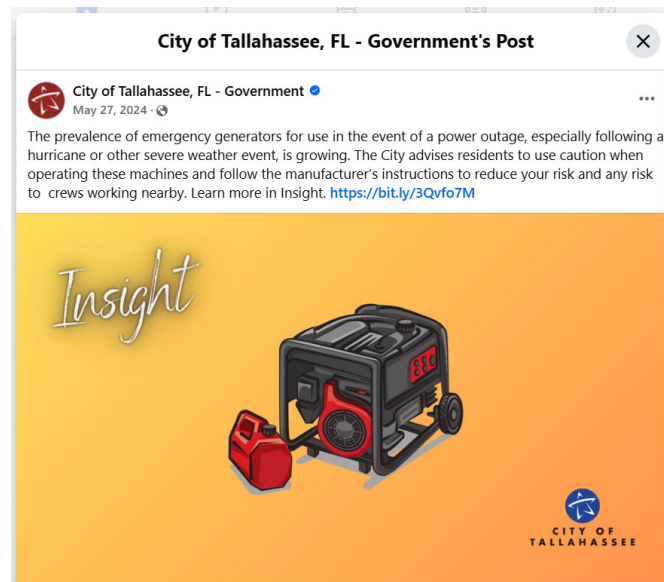 City of Tallahassee, FL - Government's Post
City of Tallahassee, FL - Government
May 27, 2024 ·
The prevalence of emergency generators for use in the event of a power outage, especially following a
hurricane or other severe weather event, is growing. The City advises residents to use caution when
operating these machines and follow the manufacturer's instructions to reduce your risk and any risk
to  crews working nearby. Learn more in Insight. https://bit.ly/3Qvfo7M
Insight
CITY OF
TALLAHASSEE